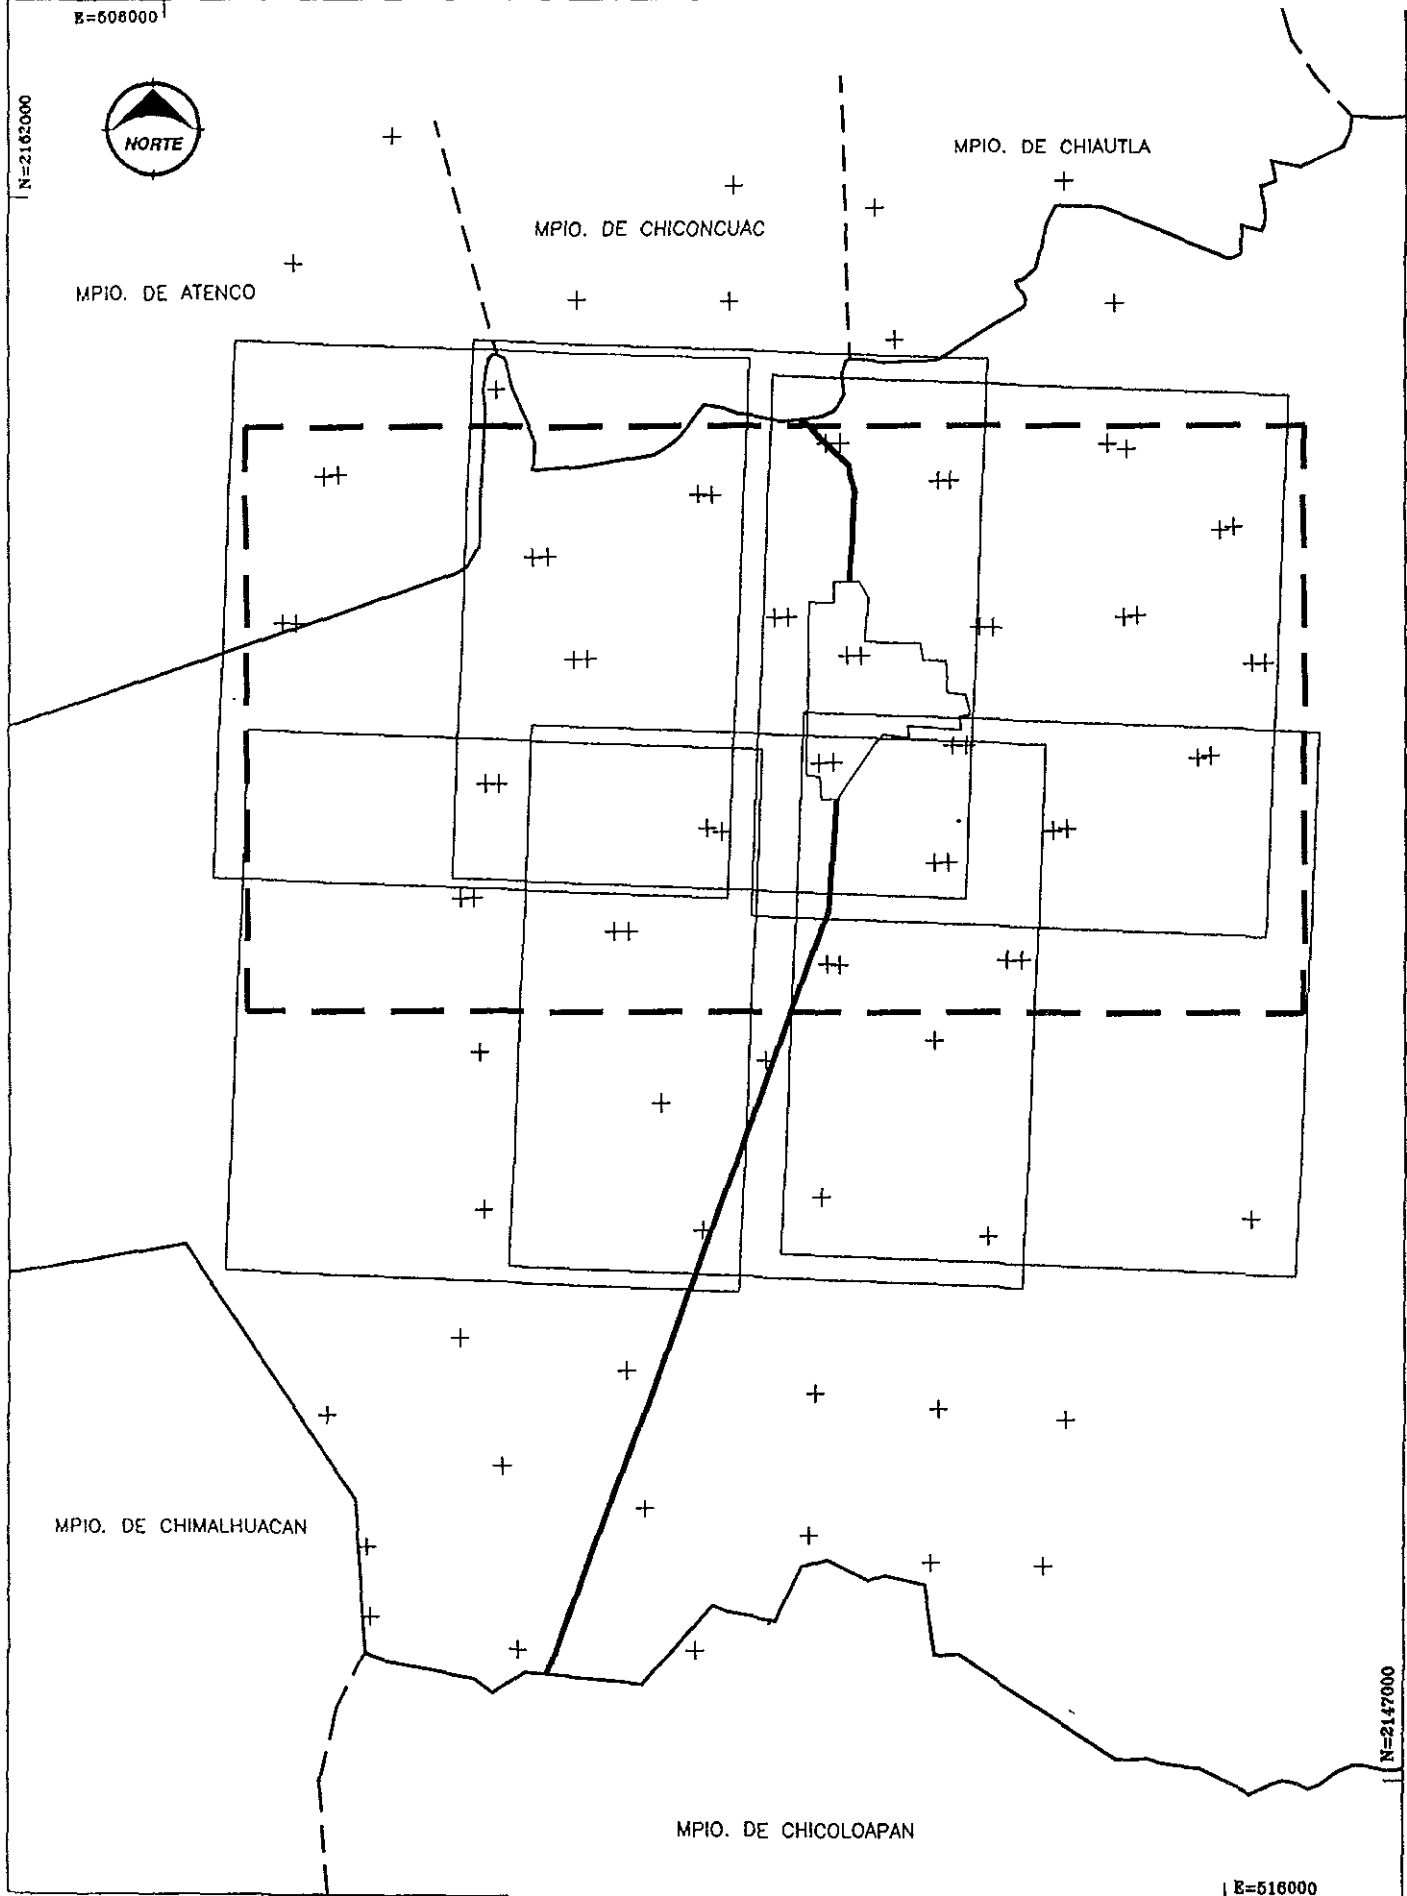 E=508000
N=2162000
NORTE
MPIO. DE CHIAUTLA
MPIO. DE CHICONCUAC
MPIO. DE ATENCO
MPIO. DE CHIMALHUACAN
N=2147000
MPIO. DE CHICOLOAPAN
E=516000